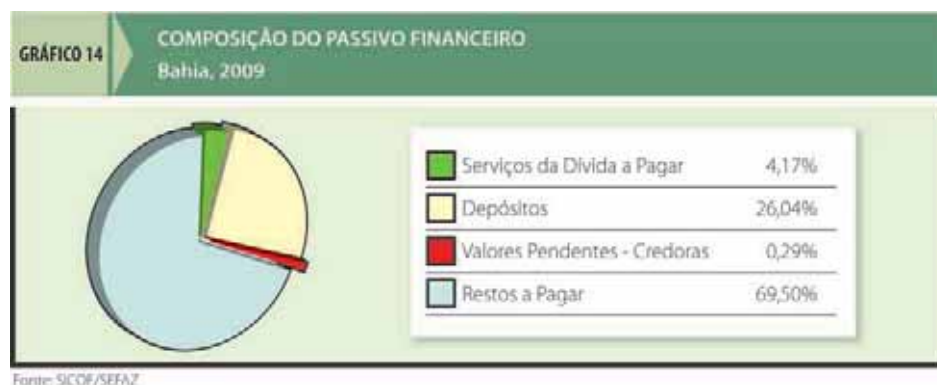 GRÁFICO 14
COMPOSIÇÃO DO PASSIVO FINANCEIRO
Bahia, 2009
Serviços da Dívida a Pagar 4,17%
Depósitos 26,04%
Valores Pendentes - Credoras 0,29%
Restos a Pagar 69,50%
Fonte: SICOF/SEFAZ